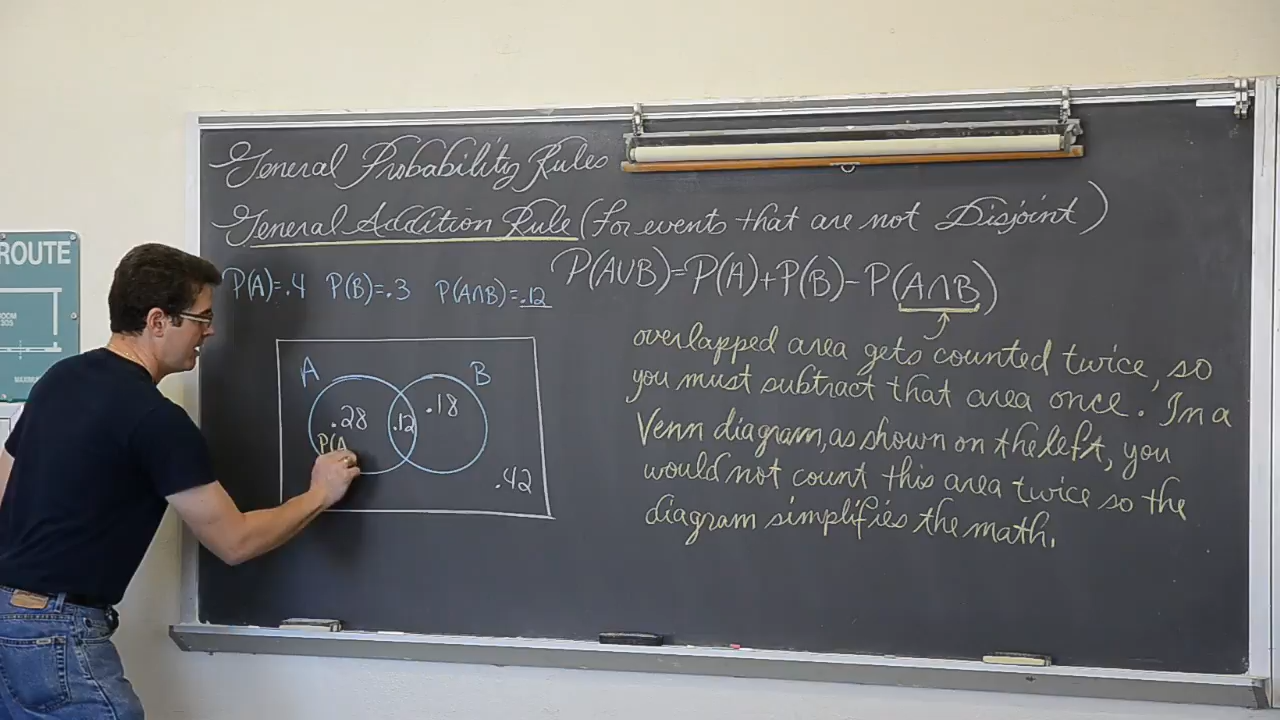 General Probability Rules
General Addition Rule (for events that are not Disjoint)
P(A)=.4 P(B)=.3 P(A∩B)=.12
P(A∪B)=P(A)+P(B)-P(A∩B)
overlapped area gets counted twice, so
you must subtract that area once. In a
Venn diagram, as shown on the left, you
would not count this area twice so the
diagram simplifies the math.
A B
.28 .12 .18
P(A
.42
ROUTE